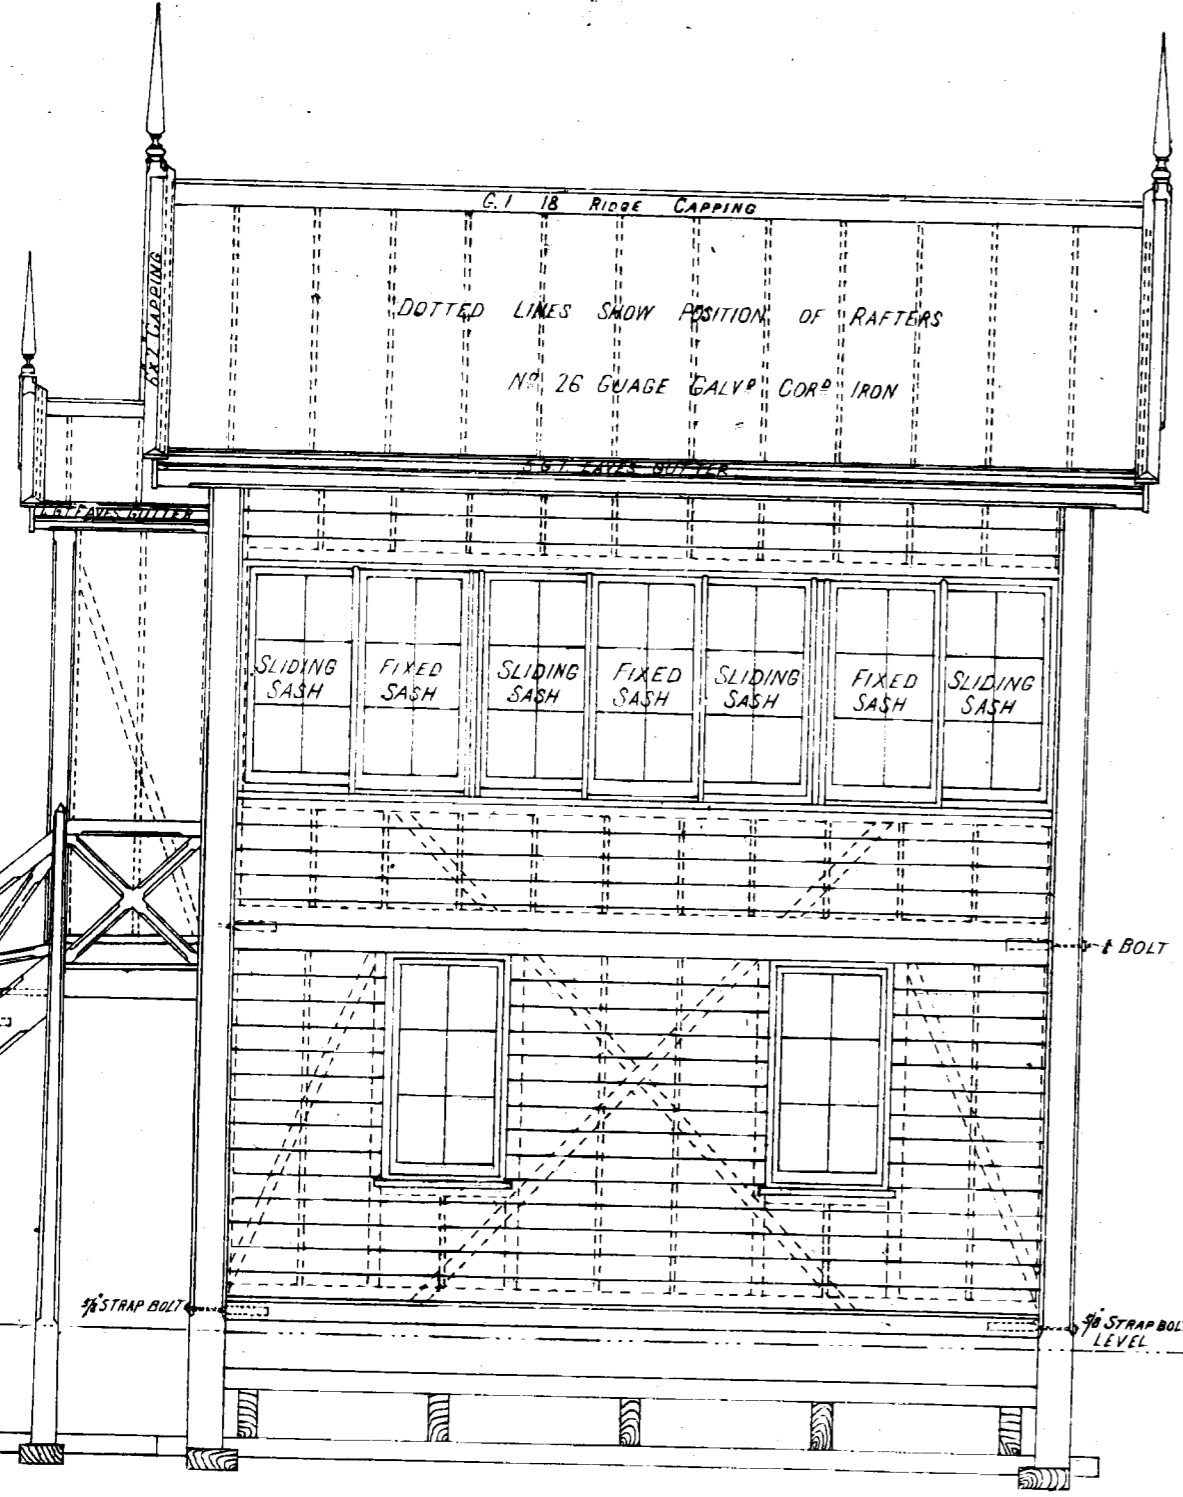 G.I 18 RIDGE CAPPING
6X2 CAPPING
DOTTED LINES SHOW POSITION OF RAFTERS
No 26 GUAGE GALVD CORD IRON
5 G.I. EAVES GUTTER
G.I EAVES GUTTER
SLIDING
SASH
FIXED
SASH
SLIDING
SASH
FIXED
SASH
SLIDING
SASH
FIXED
SASH
SLIDING
SASH
BOLT
5/8" STRAP BOLT
5/8" STRAP BOL
LEVEL